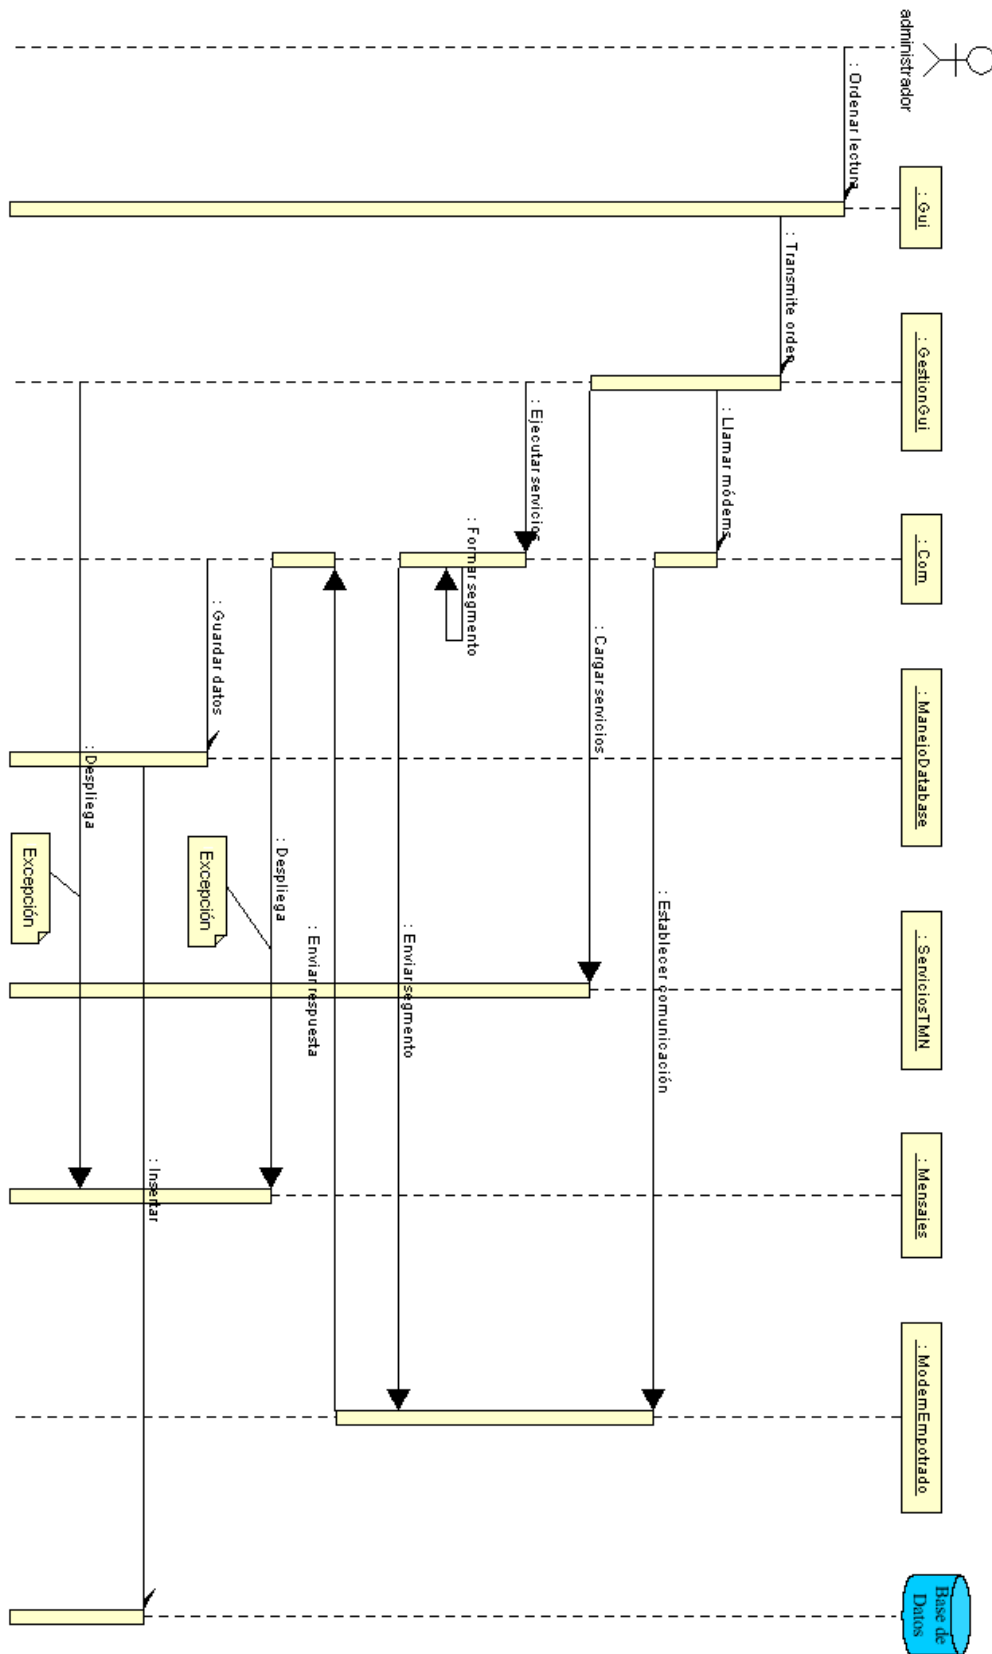 administrador
: Gui
: GestionGui
: Com
: ManejoDatabase
: ServiciosTMN
: Mensajes
: ModemEmpotrado
Base de
Datos
: Ordenar lectura
: Transmite orden
: Llamar módems
: Establecer comunicación
: Cargar servicios
: Ejecutar servicios
: Formar segmento
: Enviar segmento
: Enviar respuesta
: Despliega
Excepción
: Guardar datos
: Insertar
: Despliega
Excepción